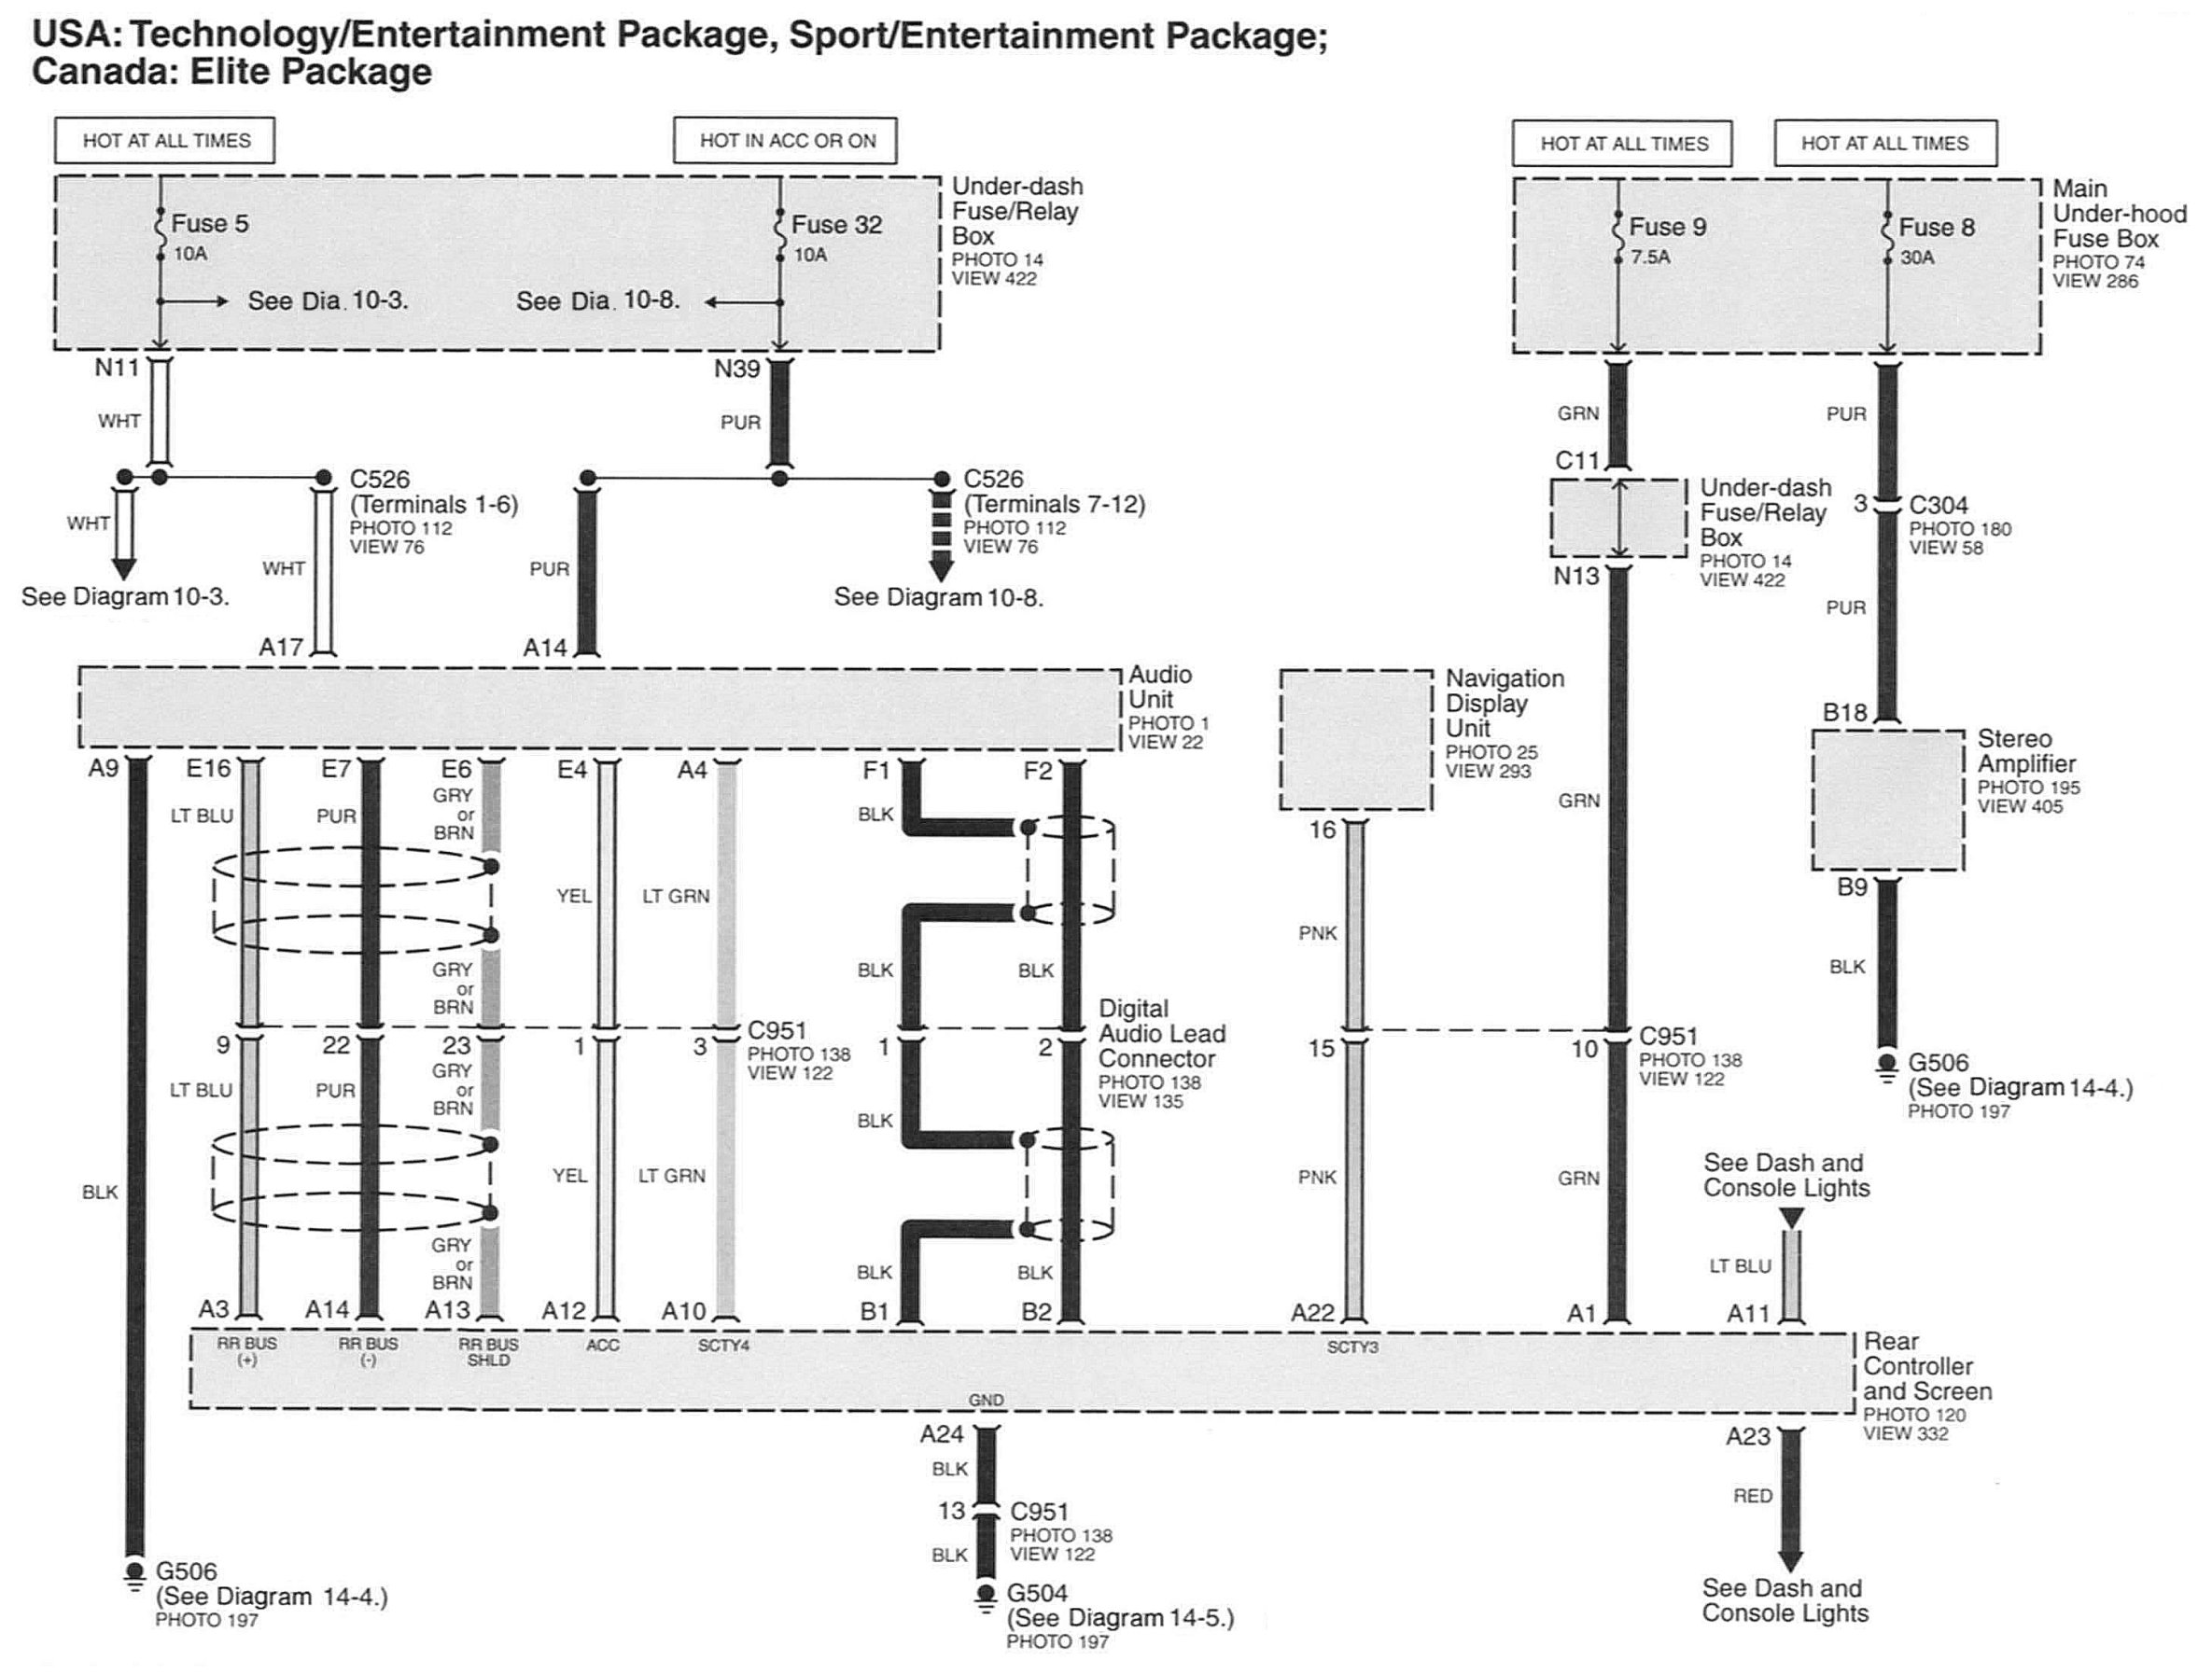 USA: Technology/Entertainment Package, Sport/Entertainment Package;
Canada: Elite Package
HOT AT ALL TIMES
HOT IN ACC OR ON
HOT AT ALL TIMES
HOT AT ALL TIMES
Fuse 5
10A
See Dia. 10-3.
Fuse 32
10A
See Dia. 10-8.
Under-dash
Fuse/Relay
Box
PHOTO 14
VIEW 422
Fuse 9
7.5A
Fuse 8
30A
Main
Under-hood
Fuse Box
PHOTO 74
VIEW 286
N11
WHT
N39
PUR
GRN
C11
PUR
WHT
See Diagram 10-3.
WHT
C526
(Terminals 1-6)
PHOTO 112
VIEW 76
A17
PUR
A14
C526
(Terminals 7-12)
PHOTO 112
VIEW 76
See Diagram 10-8.
Under-dash
Fuse/Relay
Box
PHOTO 14
VIEW 422
N13
3
C304
PHOTO 180
VIEW 58
PUR
B18
Audio
Unit
PHOTO 1
VIEW 22
Navigation
Display
Unit
PHOTO 25
VIEW 293
Stereo
Amplifier
PHOTO 195
VIEW 405
A9
E16
E7
E6
E4
A4
F1
F2
LT BLU
PUR
GRY
or
BRN
YEL
LT GRN
BLK
16
GRN
B9
GRY
or
BRN
BLK
BLK
PNK
BLK
9
22
23
1
3
C951
PHOTO 138
VIEW 122
1
2
Digital
Audio Lead
Connector
PHOTO 138
VIEW 135
15
10
C951
PHOTO 138
VIEW 122
G506
(See Diagram 14-4.)
PHOTO 197
LT BLU
PUR
GRY
or
BRN
BLK
BLK
YEL
LT GRN
PNK
GRN
See Dash and
Console Lights
GRY
or
BRN
BLK
BLK
LT BLU
A3
A14
A13
A12
A10
B1
B2
A22
A1
A11
RR BUS
(+)
RR BUS
(-)
RR BUS
SHLD
ACC
SCTY4
SCTY3
GND
Rear
Controller
and Screen
PHOTO 120
VIEW 332
A24
BLK
13
C951
PHOTO 138
VIEW 122
BLK
G504
(See Diagram 14-5.)
PHOTO 197
A23
RED
See Dash and
Console Lights
G506
(See Diagram 14-4.)
PHOTO 197